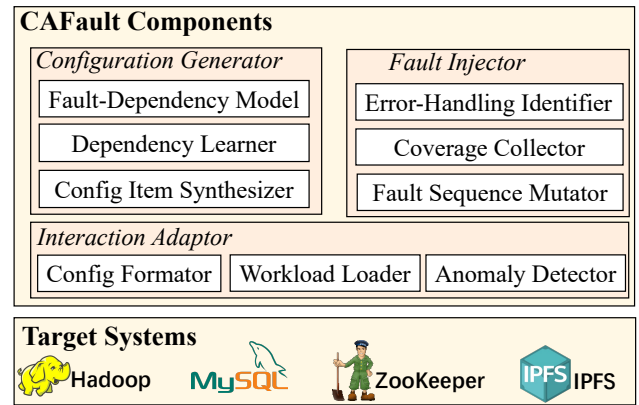 CAFault Components
Configuration Generator
Fault-Dependency Model
Dependency Learner
Config Item Synthesizer
Fault Injector
Error-Handling Identifier
Coverage Collector
Fault Sequence Mutator
Interaction Adaptor
Config Formator
Workload Loader
Anomaly Detector
Target Systems
Hadoop
MySQL
ZooKeeper
IPFS
IPFS